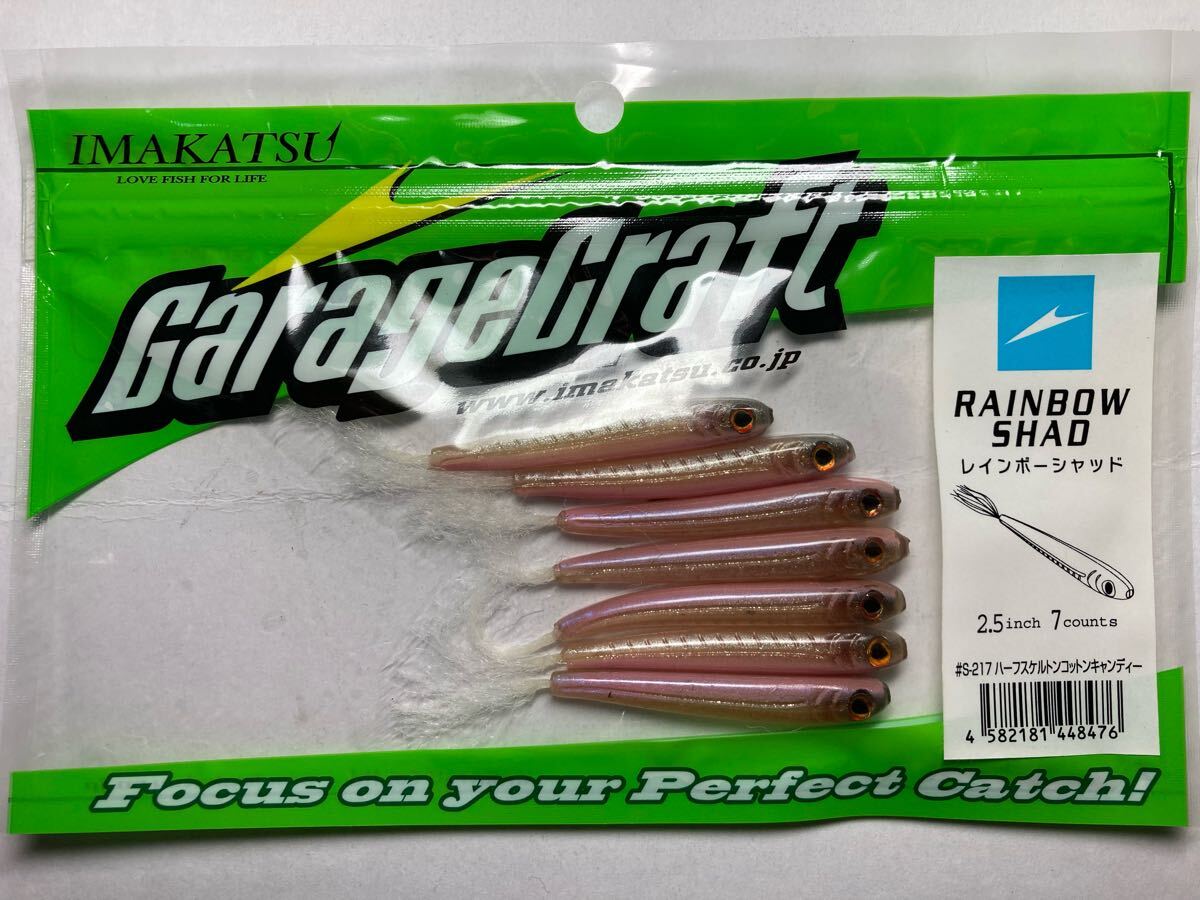 IMAKATSU
LOVE FISH FOR LIFE
GarageCraft
www.imakatsu.co.jp
RAINBOW
SHAD
レインボーシャッド
2.5inch 7counts
#S-217 ハーフスケルトンコットンキャンディー
4 582181 448476
Focus on your Perfect Catch!